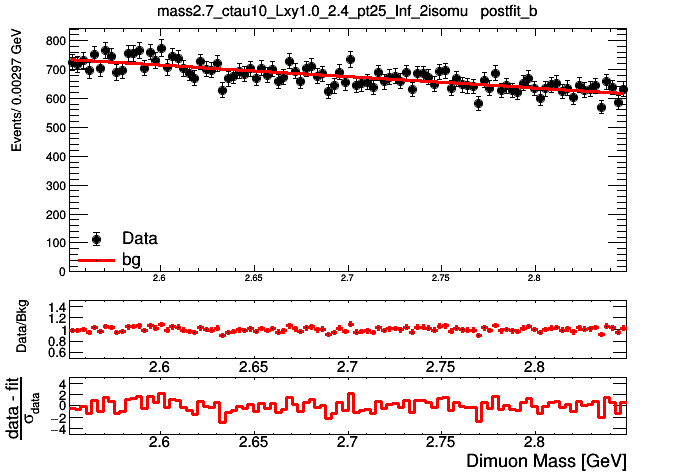 mass2.7_ctau10_Lxy1.0_2.4_pt25_Inf_2isomu postfit_b
Events/ 0.00297 GeV
800
700
600
500
400
300
200
100
0
Data
bg
2.6 2.65 2.7 2.75 2.8
Data/Bkg
1.4
1.2
1
0.8
0.6
2.6 2.65 2.7 2.75 2.8
data - fit
σdata
4
2
0
−2
−4
2.6 2.65 2.7 2.75 2.8
Dimuon Mass [GeV]